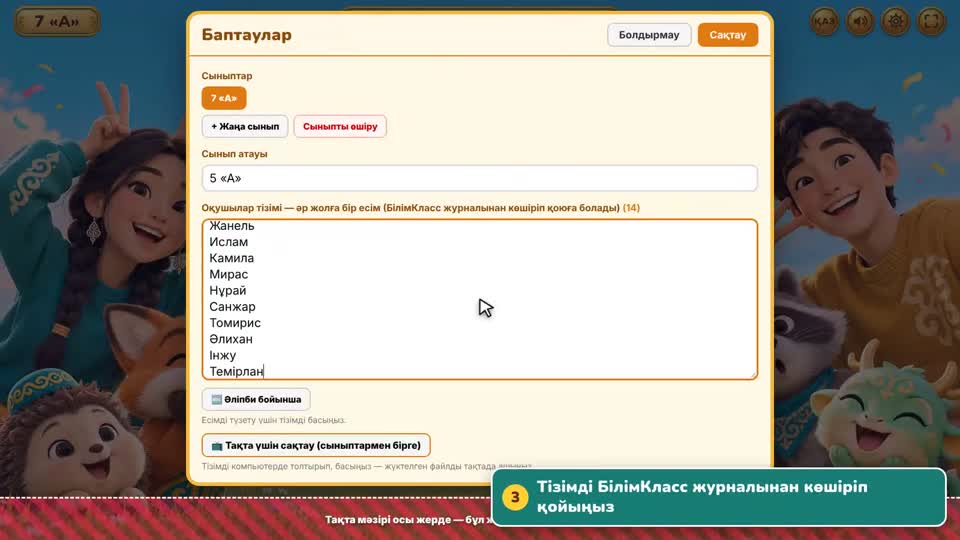 7 «А»
ҚАЗ
Баптаулар
Болдырмау
Сақтау
Сыныптар
7 «А»
+ Жаңа сынып
Сыныпты өшіру
Сынып атауы
5 «А»
Оқушылар тізімі — әр жолға бір есім (БілімКласс журналынан көшіріп қоюға болады) (14)
Жанель
Ислам
Камила
Мирас
Нұрай
Санжар
Томирис
Әлихан
Інжу
Темірлан
Әліпби бойынша
Есімді түзету үшін тізімді басыңыз.
Тақта үшін сақтау (сыныптармен бірге)
Тізімді компьютерде толтырып, басыңыз — жүктелген файлды тақтада ашыңыз.
3 Тізімді БілімКласс журналынан көшіріп
қойыңыз
Тақта мәзірі осы жерде — бұл